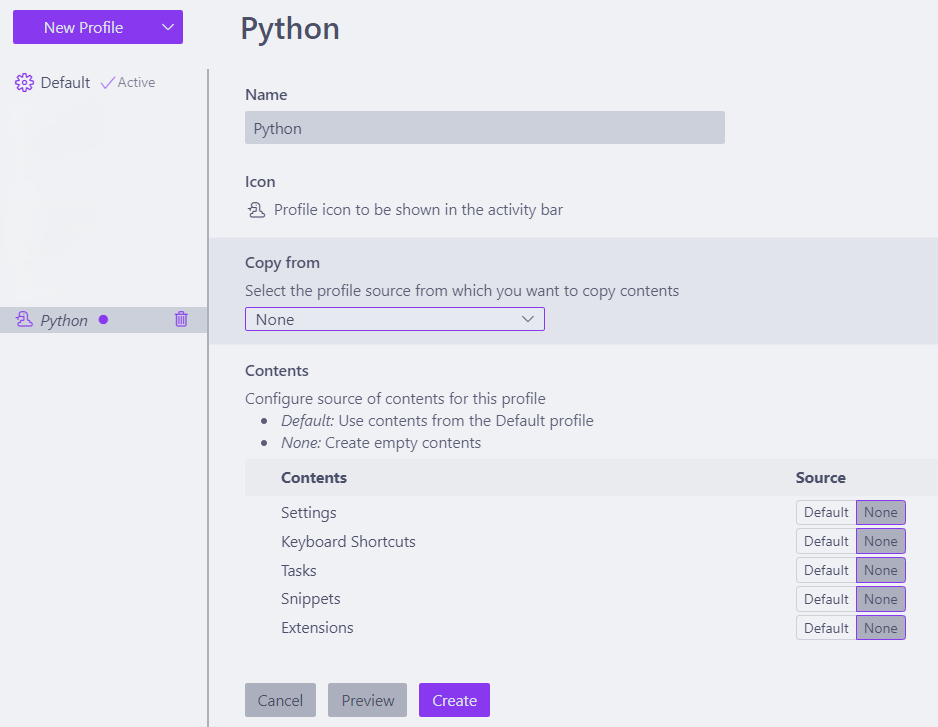 New Profile
Python
Default Active
Name
Python
Icon
Profile icon to be shown in the activity bar
Copy from
Select the profile source from which you want to copy contents
None
Python
Contents
Configure source of contents for this profile
Default: Use contents from the Default profile
None: Create empty contents
Contents Source
Settings Default None
Keyboard Shortcuts Default None
Tasks Default None
Snippets Default None
Extensions Default None
Cancel Preview Create